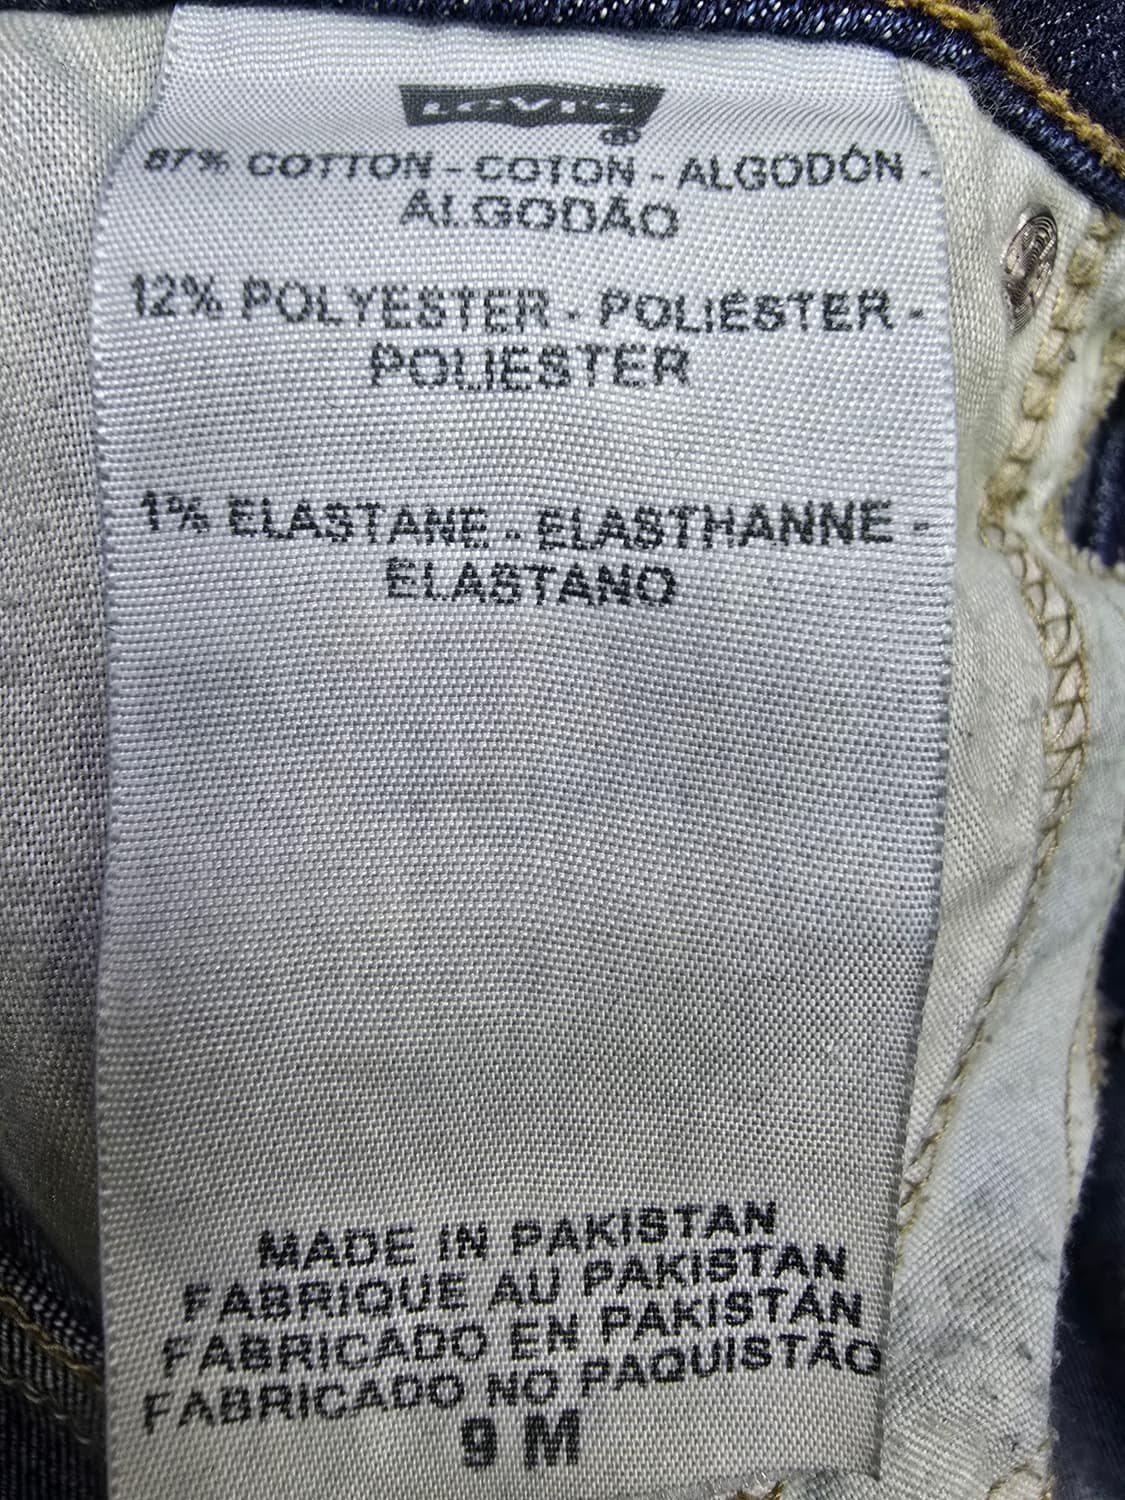 LEVI'S
®
87% COTTON - COTON - ALGODÓN -
ALGODÃO
12% POLYESTER - POLIÉSTER -
POLIESTER
1% ELASTANE - ÉLASTHANNE -
ELASTANO
MADE IN PAKISTAN
FABRIQUE AU PAKISTAN
FABRICADO EN PAKISTÁN
FABRICADO NO PAQUISTÃO
9 M